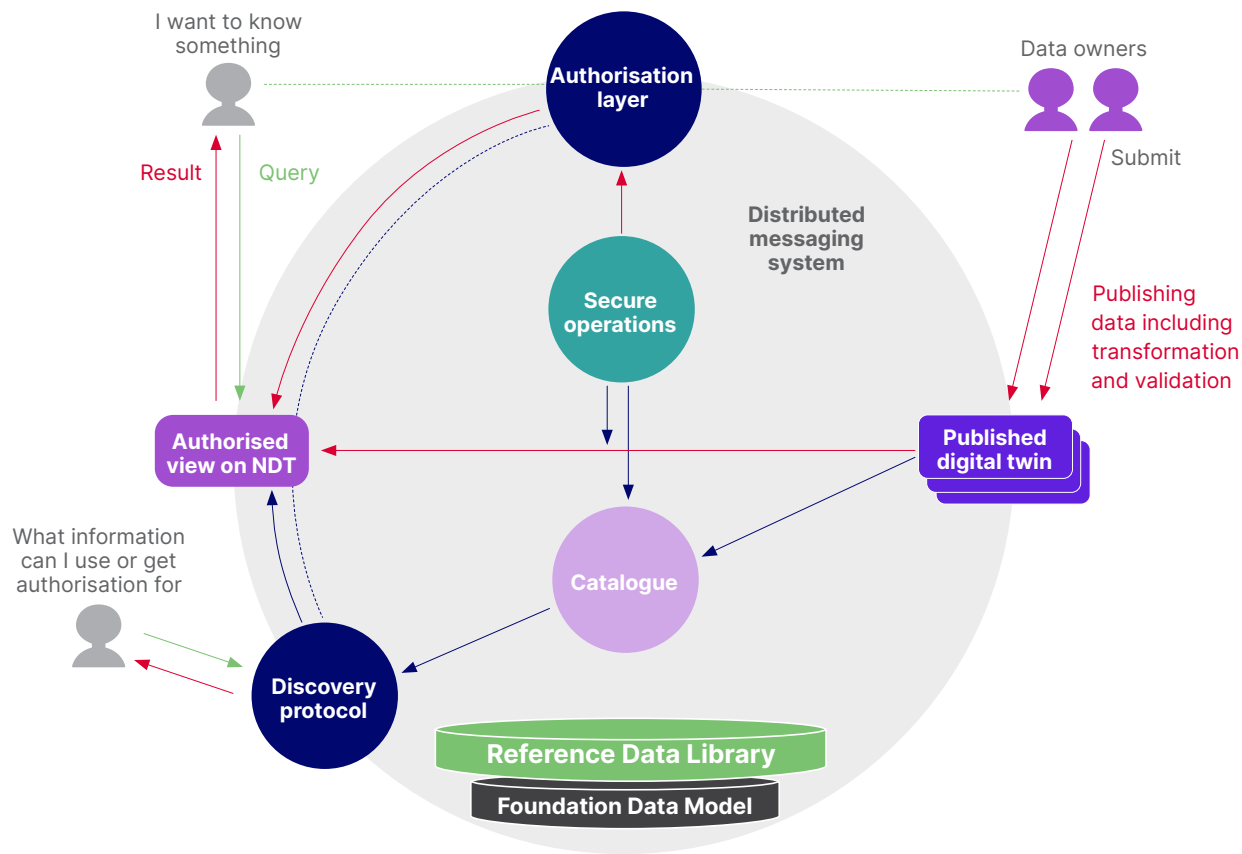 I want to know
something
Authorisation
layer
Data owners
Submit
Result
Query
Distributed
messaging
system
Secure
operations
Publishing
data including
transformation
and validation
Authorised
view on NDT
Published
digital twin
What information
can I use or get
authorisation for
Catalogue
Discovery
protocol
Reference Data Library
Foundation Data Model